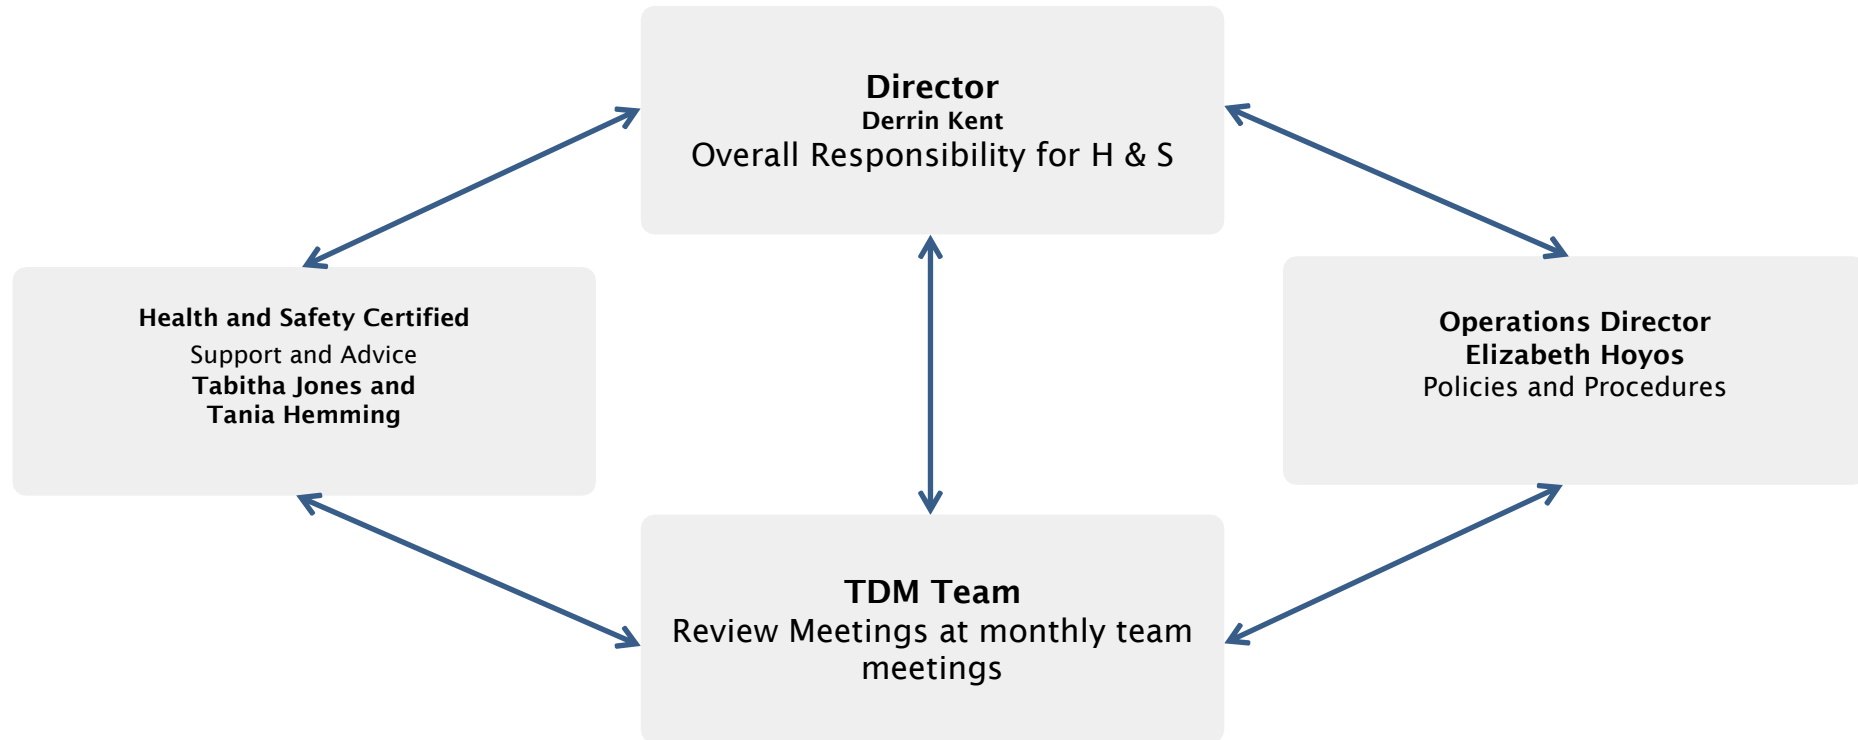 Director
Derrin Kent
Overall Responsibility for H & S
Health and Safety Certified
Support and Advice
Tabitha Jones and
Tania Hemming
Operations Director
Elizabeth Hoyos
Policies and Procedures
TDM Team
Review Meetings at monthly team
meetings